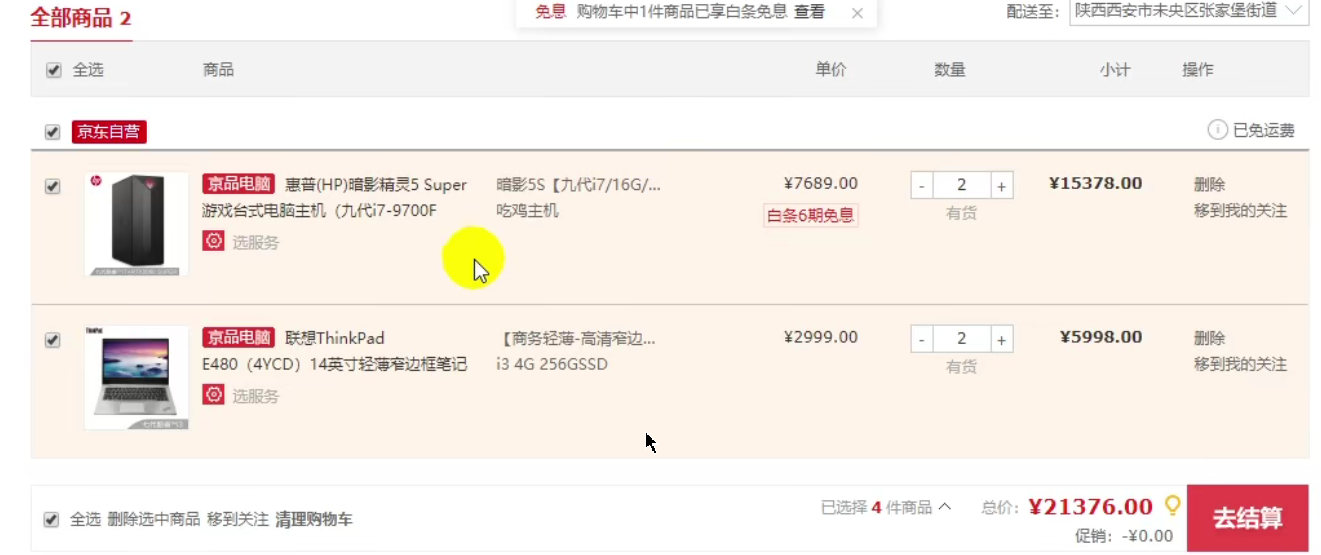 全部商品 2
免息 购物车中1件商品已享白条免息 查看
配送至: 陕西西安市未央区张家堡街道
全选 商品 单价 数量 小计 操作
京东自营 已免运费
京品电脑 惠普(HP)暗影精灵5 Super 暗影5S【九代i7/16G/... ¥7689.00 - 2 + ¥15378.00 删除
游戏台式电脑主机（九代i7-9700F 吃鸡主机 白条6期免息 有货 移到我的关注
选服务
京品电脑 联想ThinkPad 【商务轻薄-高清窄边... ¥2999.00 - 2 + ¥5998.00 删除
E480（4YCD）14英寸轻薄窄边框笔记 i3 4G 256GSSD 有货 移到我的关注
选服务
全选 删除选中商品 移到关注 清理购物车 已选择 4 件商品 总价: ¥21376.00 去结算
促销: -¥0.00